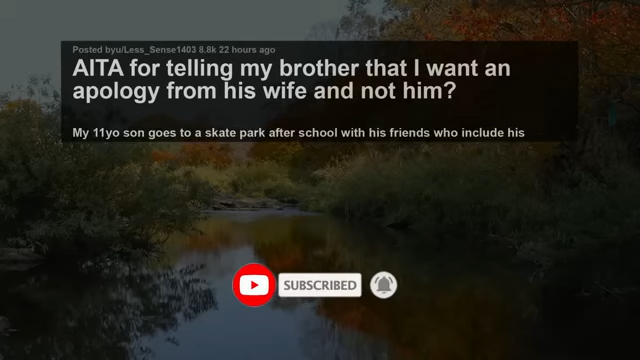 Posted byu/Less_Sense1403 8.8k 22 hours ago
AITA for telling my brother that I want an
apology from his wife and not him?
My 11yo son goes to a skate park after school with his friends who include his
SUBSCRIBED